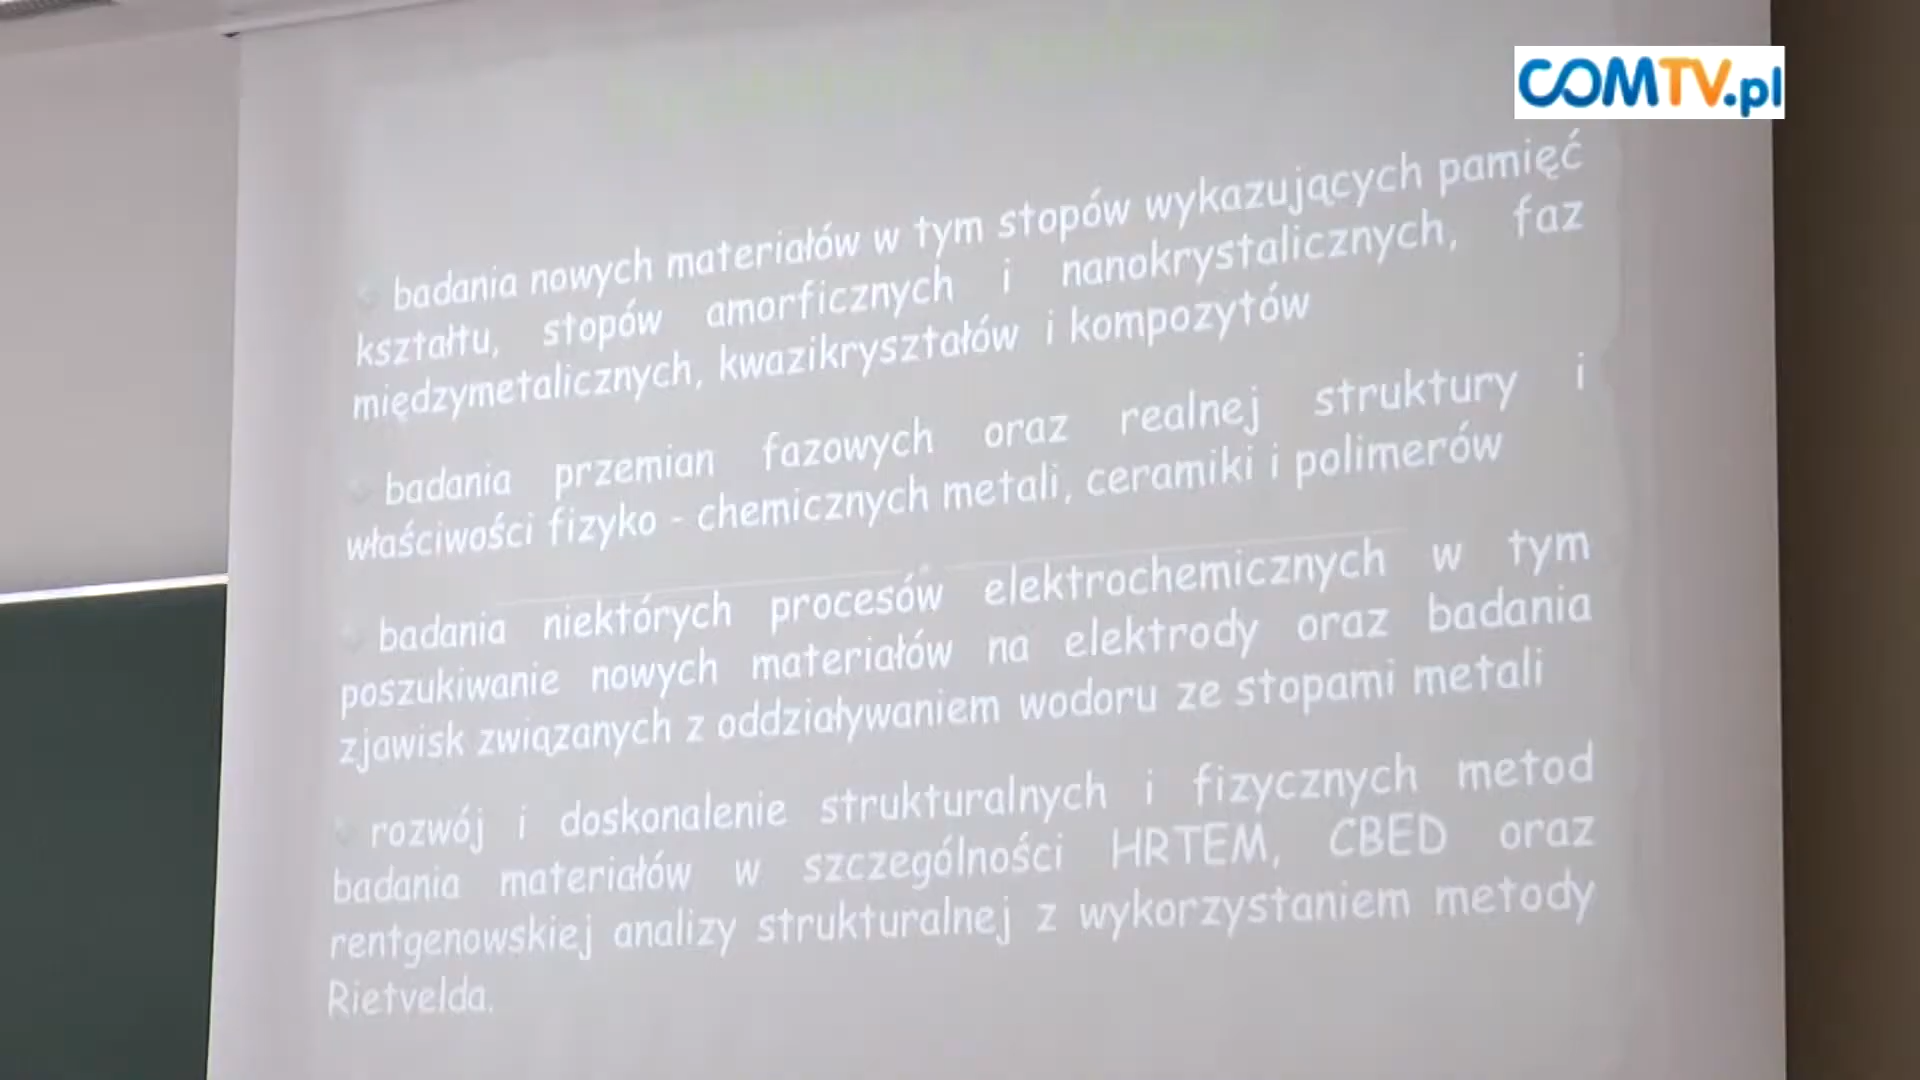 COMTV.pl
badania nowych materiałów w tym stopów wykazujących pamięć
kształtu, stopów amorficznych i nanokrystalicznych, faz
międzymetalicznych, kwazikryształów i kompozytów
badania przemian fazowych oraz realnej struktury i
właściwości fizyko - chemicznych metali, ceramiki i polimerów
badania niektórych procesów elektrochemicznych w tym
poszukiwanie nowych materiałów na elektrody oraz badania
zjawisk związanych z oddziaływaniem wodoru ze stopami metali
rozwój i doskonalenie strukturalnych i fizycznych metod
badania materiałów w szczególności HRTEM, CBED oraz
rentgenowskiej analizy strukturalnej z wykorzystaniem metody
Rietvelda.